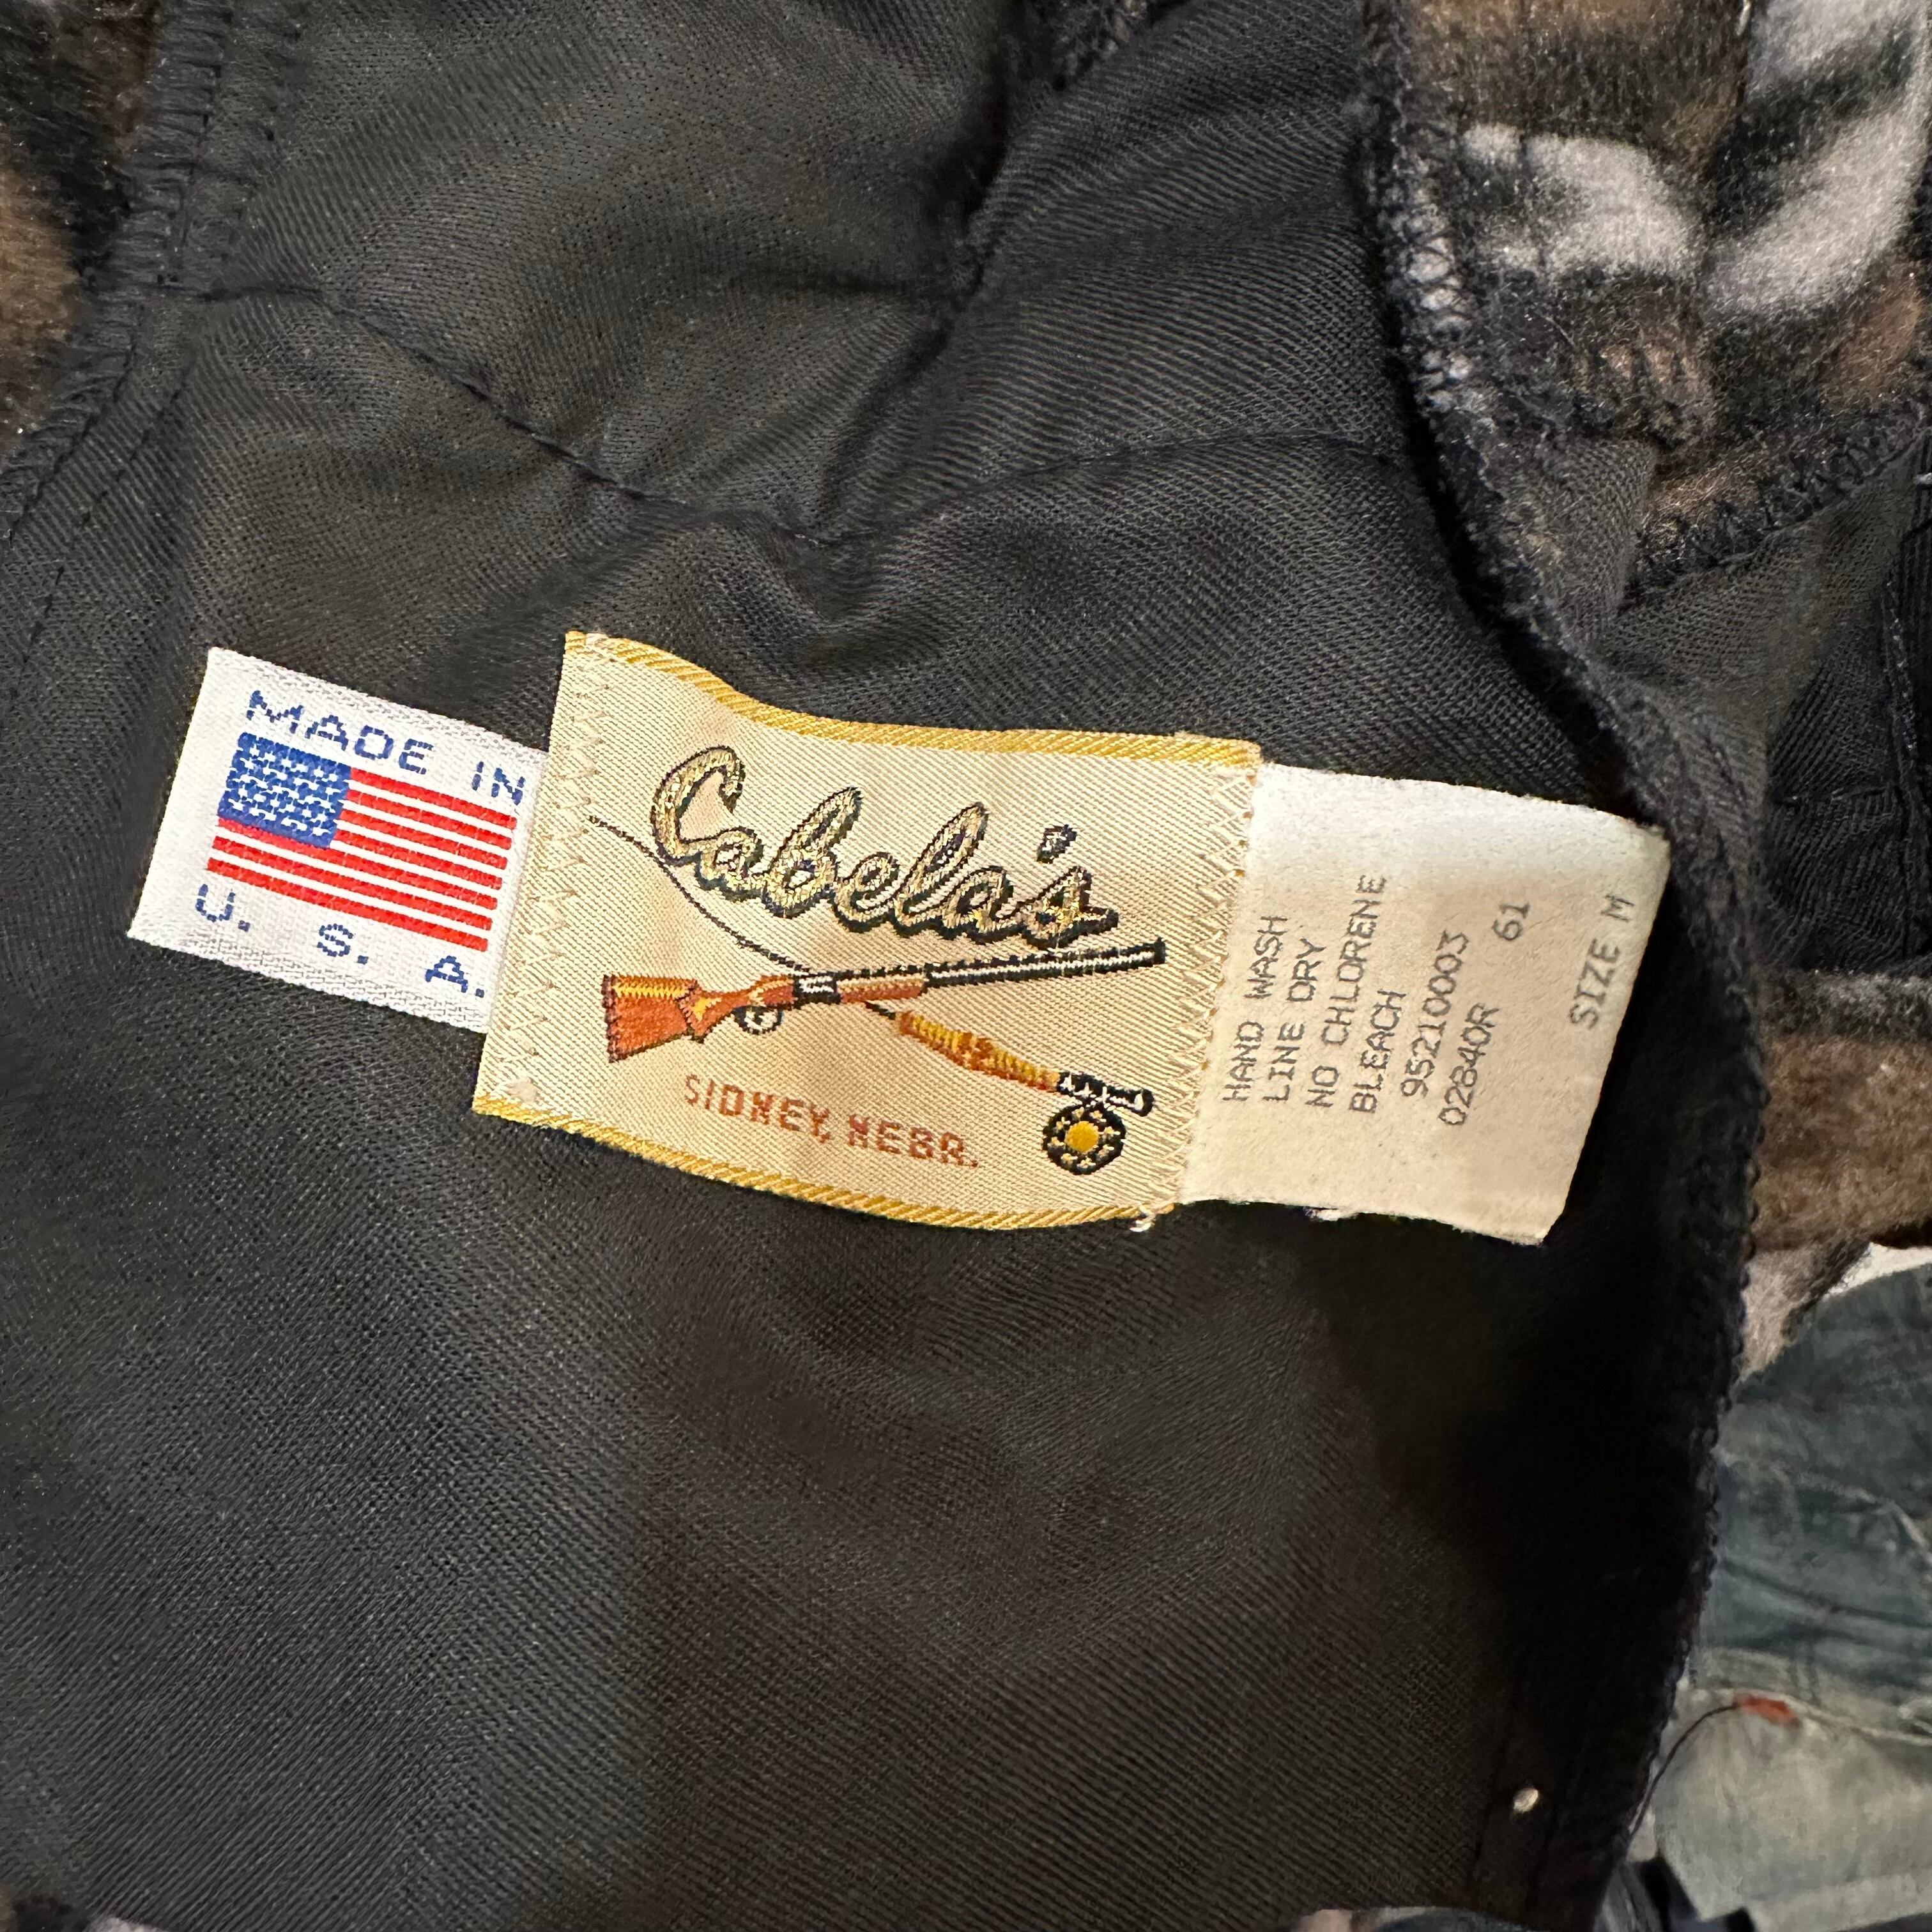 MADE IN
U. S. A.
Cabela's
SIDNEY, NEBR.
HAND WASH
LINE DRY
NO CHLORENE
BLEACH
95210003
02840R 61
SIZE M